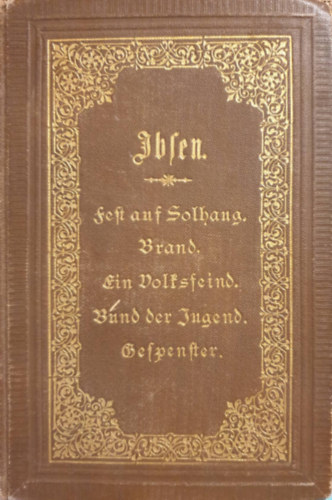 Ibsen.
Fest auf Solhaug.
Brand.
Ein Volksfeind.
Bund der Jugend.
Gespenster.